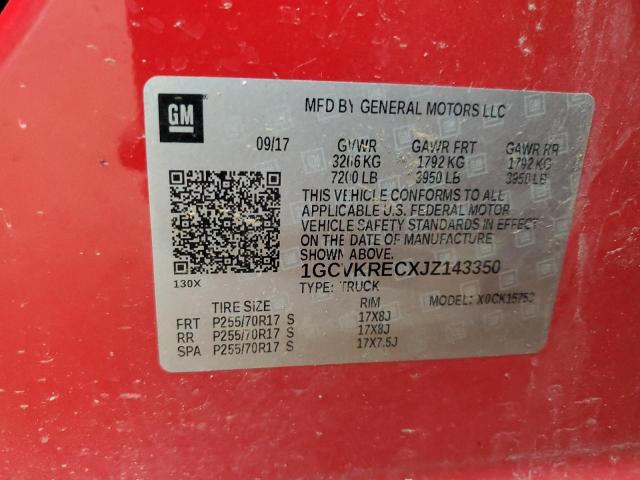 GM
MFD BY GENERAL MOTORS LLC
09/17 GVWR GAWR FRT GAWR RR
3266 KG 1792 KG 1792 KG
7200 LB 3950 LB 3950 LB
THIS VEHICLE CONFORMS TO ALL
APPLICABLE U.S. FEDERAL MOTOR
VEHICLE SAFETY STANDARDS IN EFFECT
ON THE DATE OF MANUFACTURE
SHOWN ABOVE.
130X
1GCVKRECXJZ143350
TYPE: TRUCK MODEL:
TIRE SIZE RIM
FRT P255/70R17 S 17X8J
RR P255/70R17 S 17X8J
SPA P255/70R17 S 17X7.5J